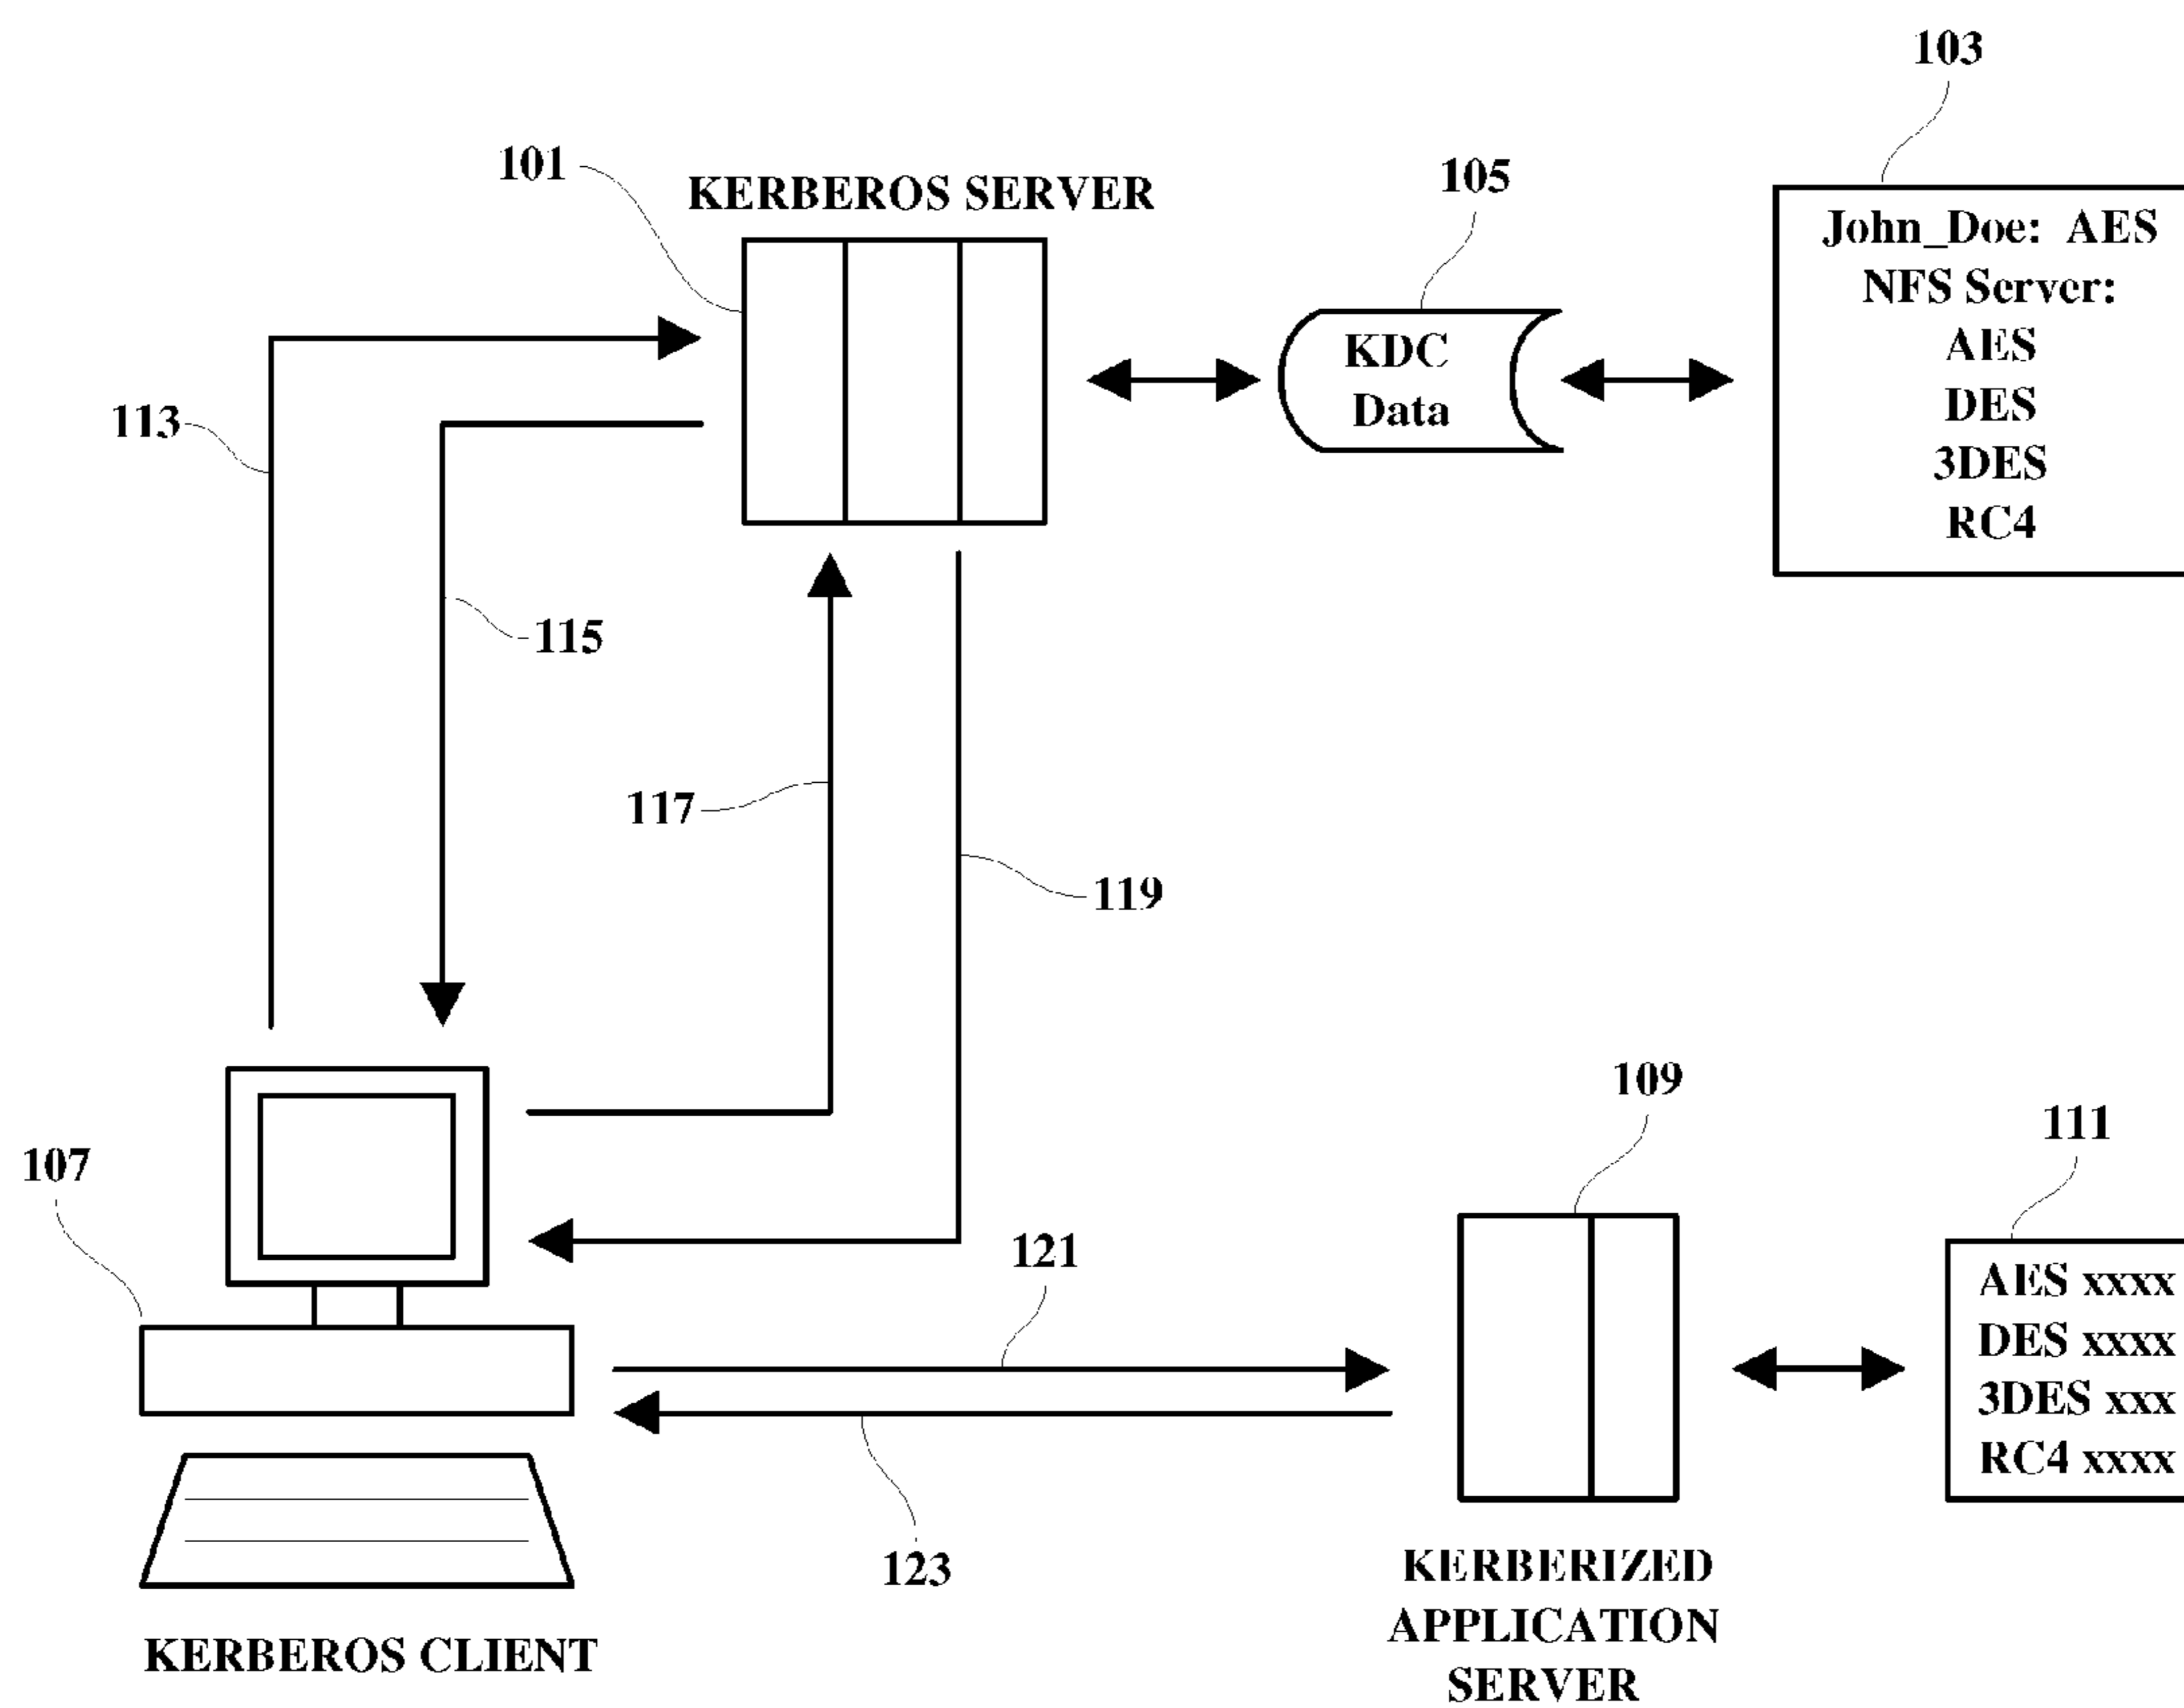 103
101
KERBEROS SERVER
105
John_Doe: AES
NFS Server:
AES
DES
3DES
RC4
KDC
Data
113
115
117
119
107
109
111
121
AES xxxx
DES xxxx
3DES xxx
RC4 xxxx
123
KERBERIZED
APPLICATION
SERVER
KERBEROS CLIENT